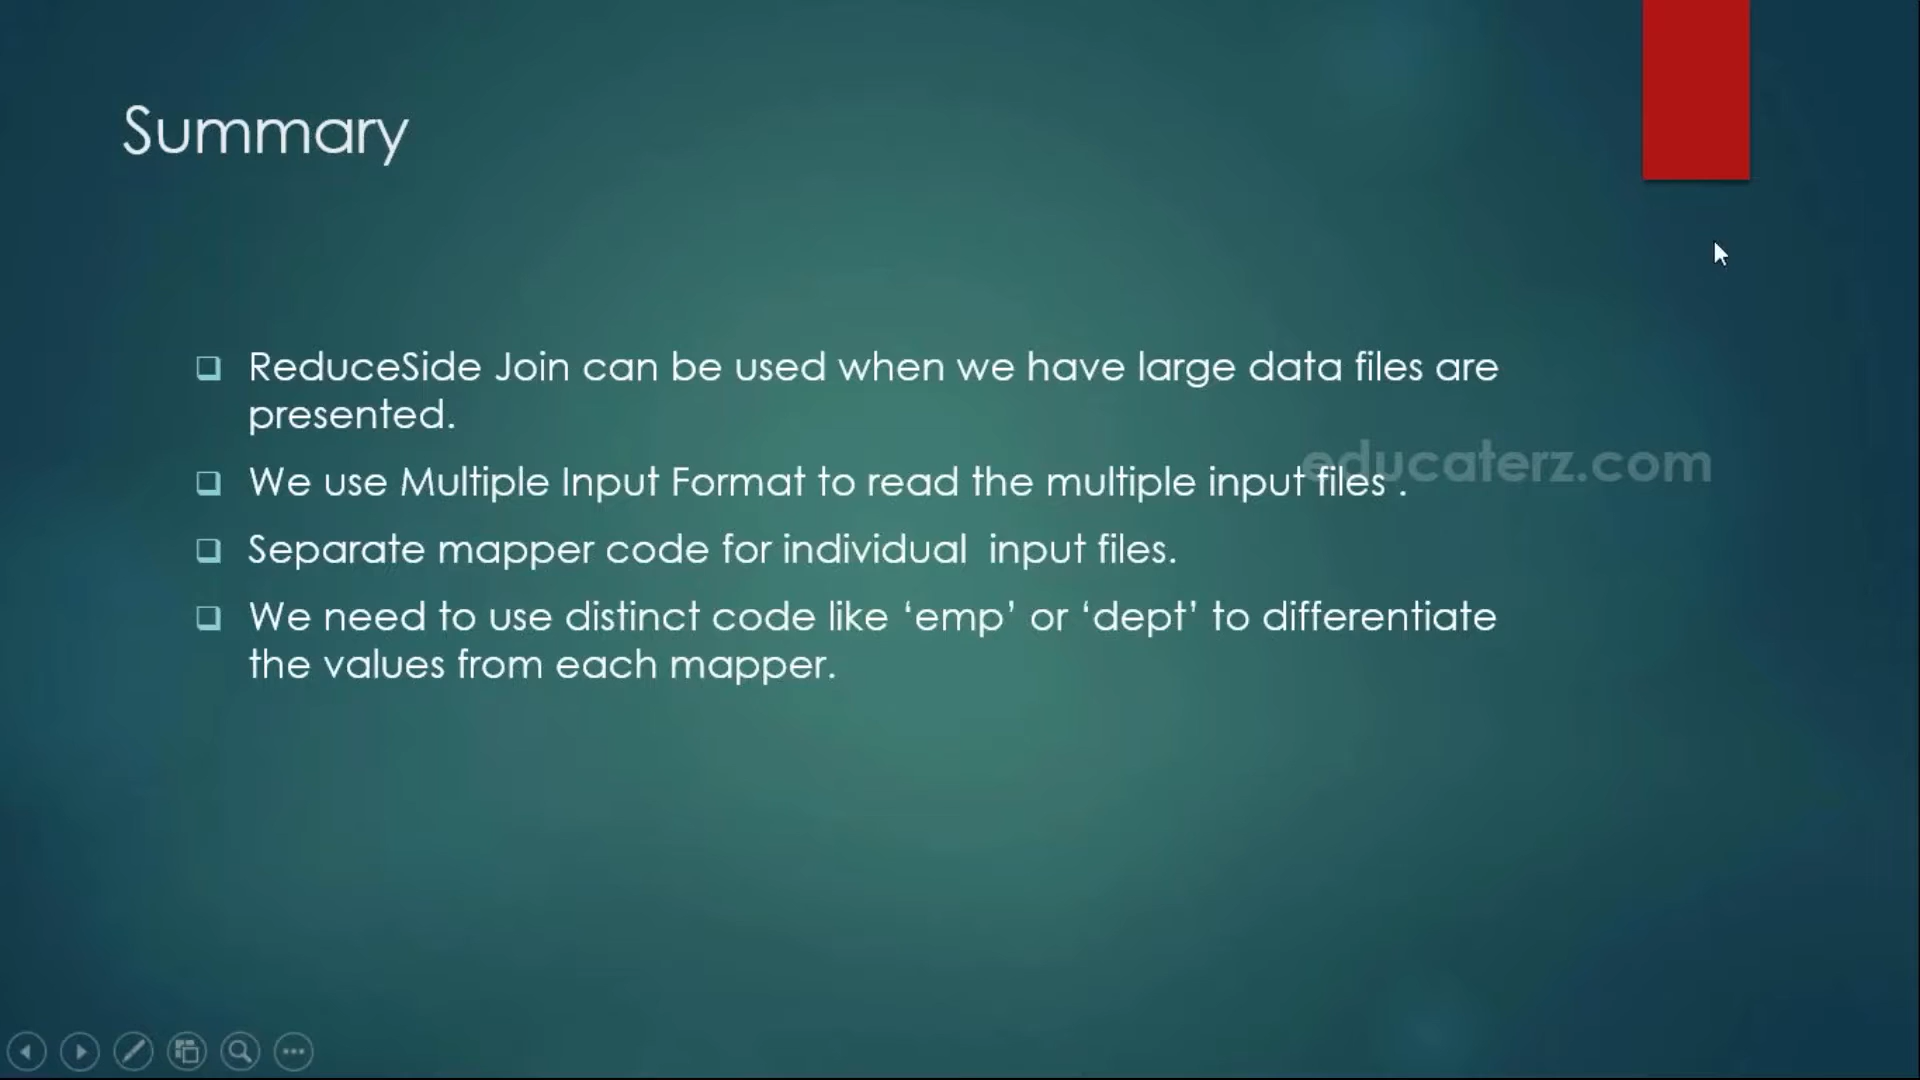 Summary
ReduceSide Join can be used when we have large data files are
presented.
educaterz.com
We use Multiple Input Format to read the multiple input files .
Separate mapper code for individual  input files.
We need to use distinct code like ‘emp’ or ‘dept’ to differentiate
the values from each mapper.